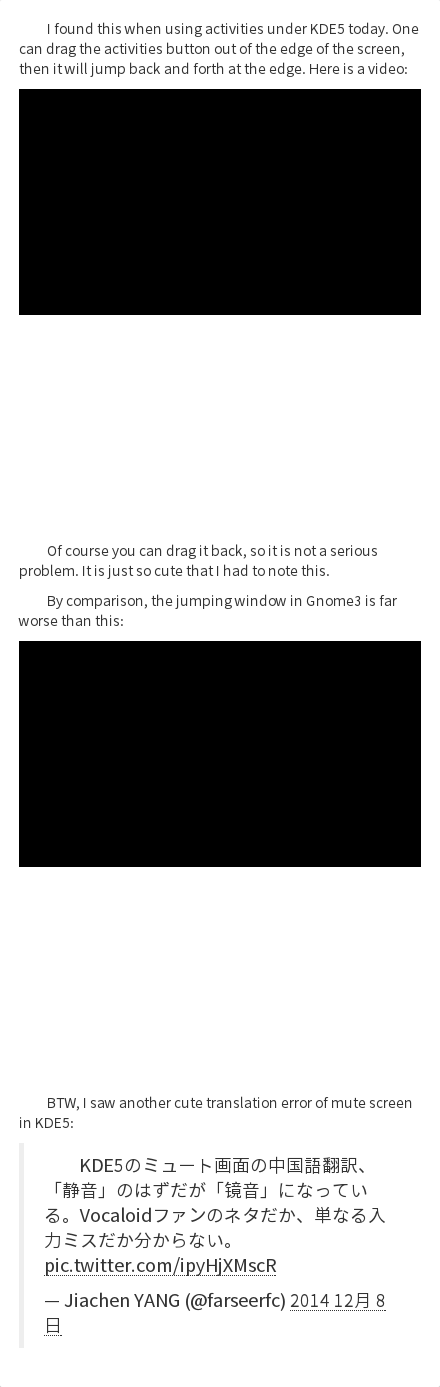 I found this when using activities under KDE5 today. One
can drag the activities button out of the edge of the screen,
then it will jump back and forth at the edge. Here is a video:
Of course you can drag it back, so it is not a serious
problem. It is just so cute that I had to note this.
By comparison, the jumping window in Gnome3 is far
worse than this:
BTW, I saw another cute translation error of mute screen
in KDE5:
KDE5のミュート画面の中国語翻訳、
「静音」のはずだが「镜音」になってい
る。Vocaloidファンのネタだか、単なる入
力ミスだか分からない。
pic.twitter.com/ipyHjXMscR
— Jiachen YANG (@farseerfc) 2014 12月 8
日